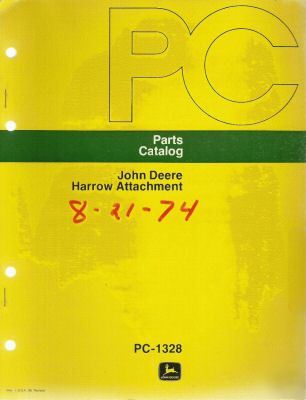 PC
Parts
Catalog
John Deere
Harrow Attachment
8-21-74
PC-1328
JOHN DEERE